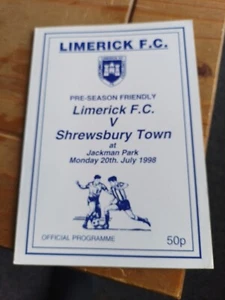 LIMERICK F.C.
PRE-SEASON FRIENDLY
Limerick F.C.
V
Shrewsbury Town
at
Jackman Park
Monday 20th. July 1998
OFFICIAL PROGRAMME
50p